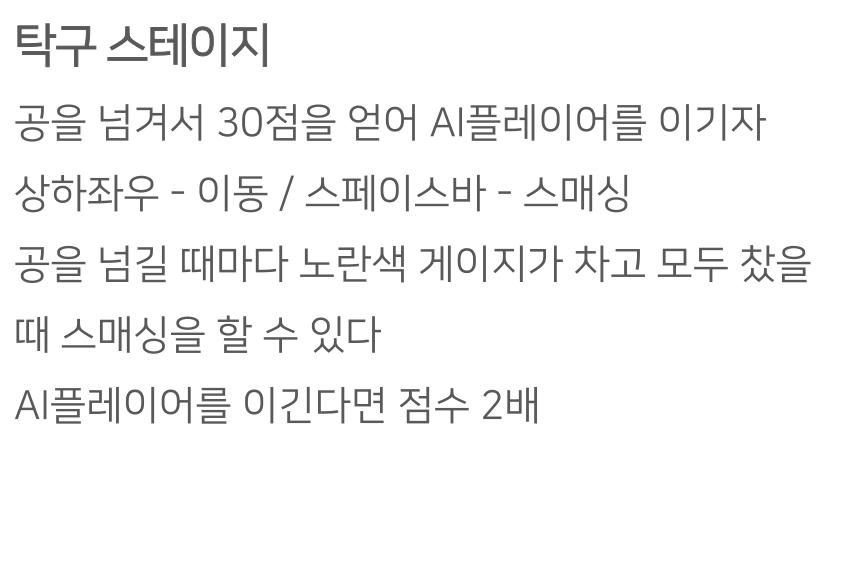 탁구 스테이지
공을 넘겨서 30점을 얻어 AI플레이어를 이기자
상하좌우 - 이동 / 스페이스바 - 스매싱
공을 넘길 때마다 노란색 게이지가 차고 모두 찼을
때 스매싱을 할 수 있다
AI플레이어를 이긴다면 점수 2배